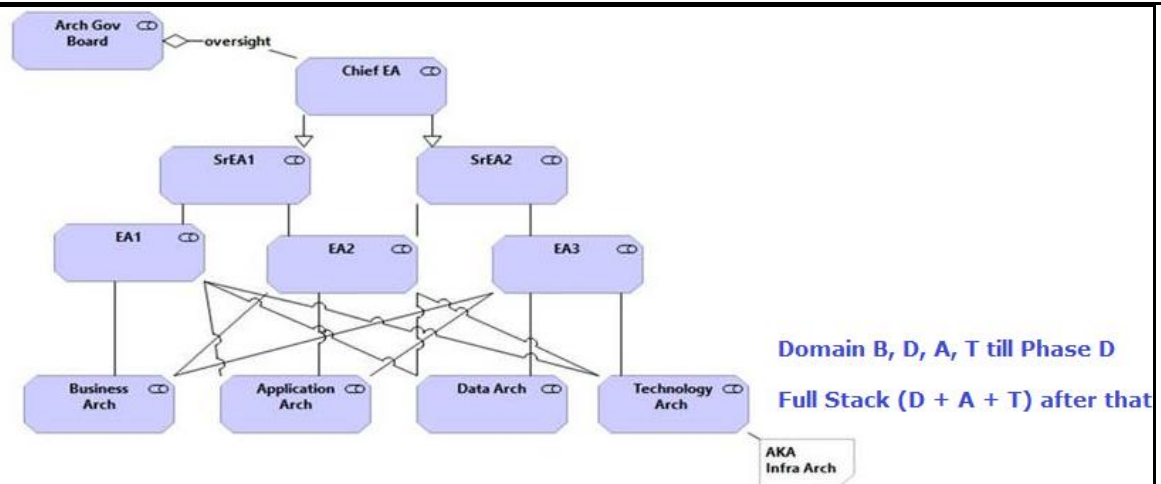 Arch Gov
Board
oversight
Chief EA
SrEA1
SrEA2
EA1
EA2
EA3
Business
Arch
Application
Arch
Data Arch
Technology
Arch
Domain B, D, A, T till Phase D
Full Stack (D + A + T) after that
AKA
Infra Arch